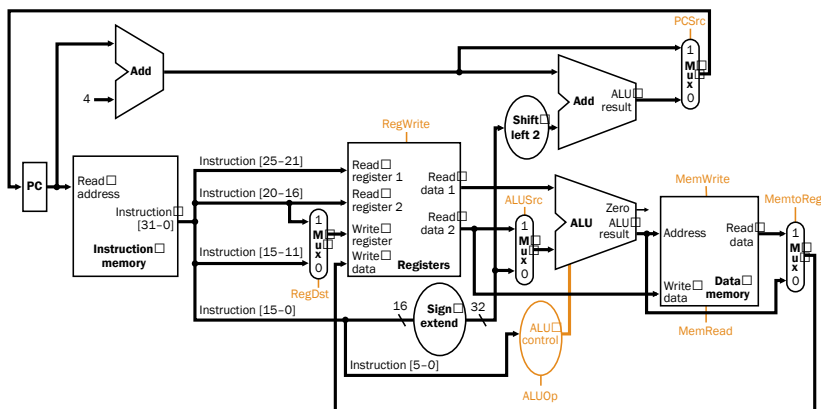 PCSrc
1
M
u
x
0
Add
4
Add
ALU
result
Shift
left 2
RegWrite
PC
Read
address
Instruction
[31–0]
Instruction
memory
Instruction [25–21]
Instruction [20–16]
Instruction [15–11]
Instruction [15–0]
Instruction [5–0]
1
M
u
x
0
RegDst
Read
register 1
Read
register 2
Write
register
Write
data
Read
data 1
Read
data 2
Registers
16
Sign
extend
32
ALUSrc
1
M
u
x
0
ALU
Zero
ALU
result
ALU
control
ALUOp
MemWrite
Address
Read
data
Write
data
Data
memory
MemRead
MemtoReg
1
M
u
x
0